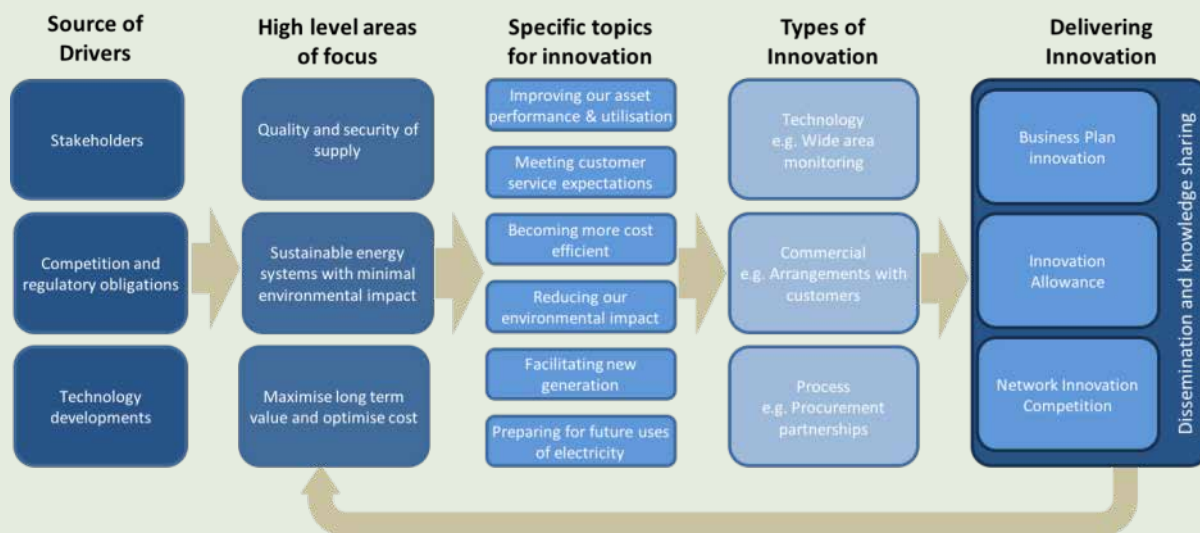 Source of
Drivers
Stakeholders
Competition and
regulatory obligations
Technology
developments
High level areas
of focus
Quality and security of
supply
Sustainable energy
systems with minimal
environmental impact
Maximise long term
value and optimise cost
Specific topics
for innovation
Improving our asset
performance & utilisation
Meeting customer
service expectations
Becoming more cost
efficient
Reducing our
environmental impact
Facilitating new
generation
Preparing for future uses
of electricity
Types of
Innovation
Technology
e.g. Wide area
monitoring
Commercial
e.g. Arrangements with
customers
Process
e.g. Procurement
partnerships
Delivering
Innovation
Business Plan
innovation
Innovation
Allowance
Network Innovation
Competition
Dissemination and knowledge sharing